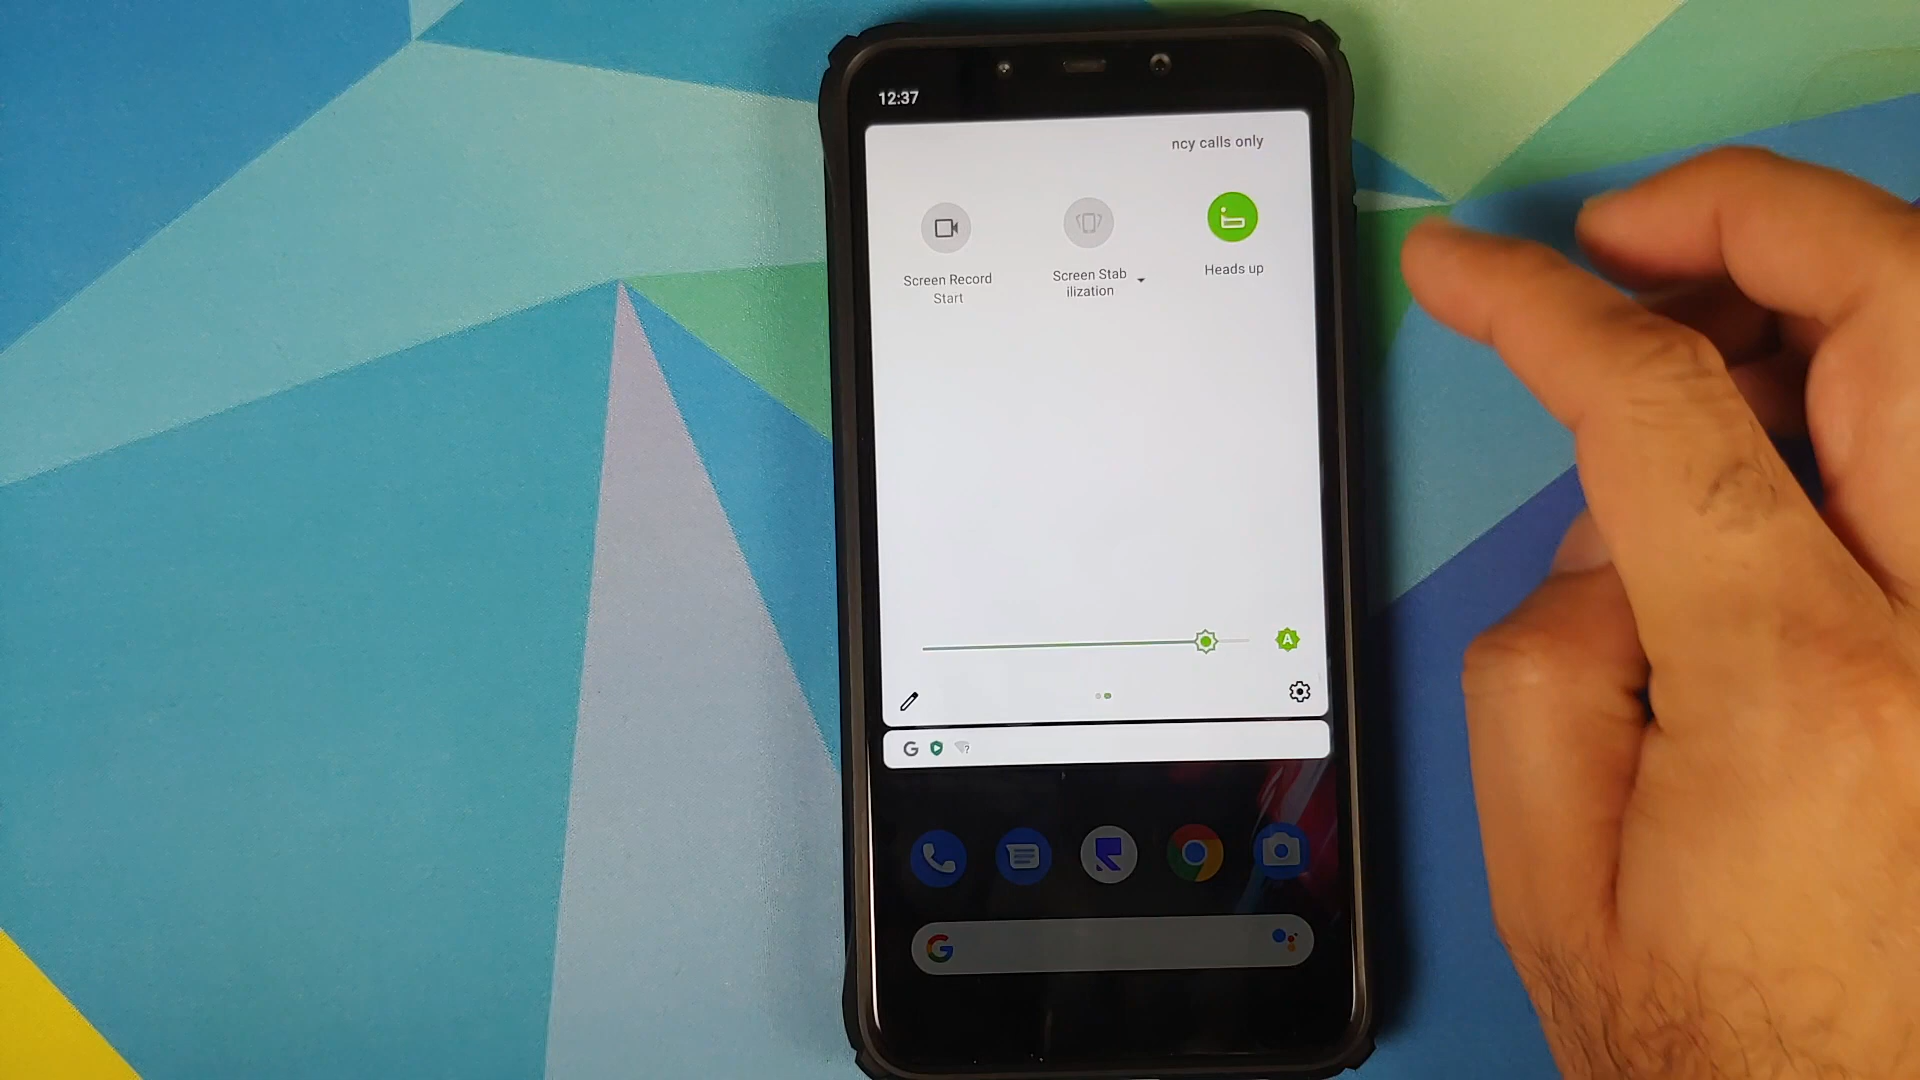 12:37
ncy calls only
Screen Record
Start
Screen Stab
ilization
Heads up
A
G
?
G